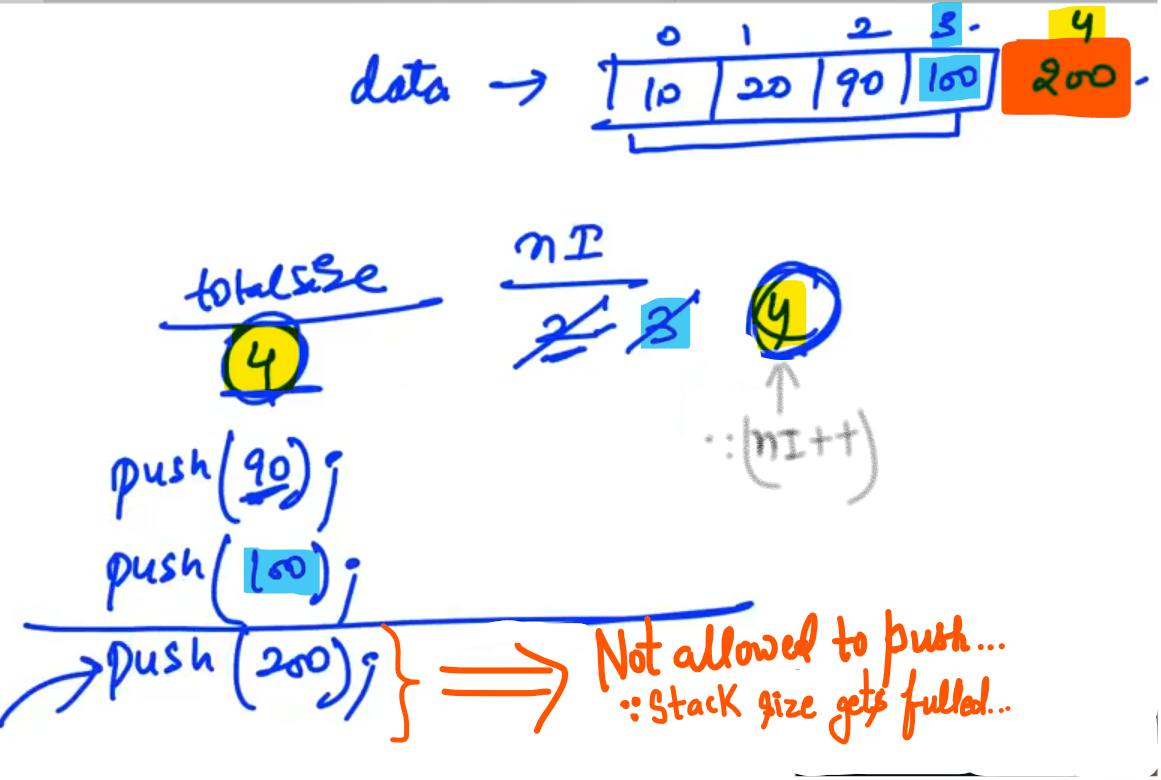 0 1 2 3. 4
data → 10 20 90 100 200.
totalsize nI
4 2 3 4
∵ (nI++)
push(90);
push(100);
push(200); } ⇒ Not allowed to push...
∵ Stack size gets fulled...